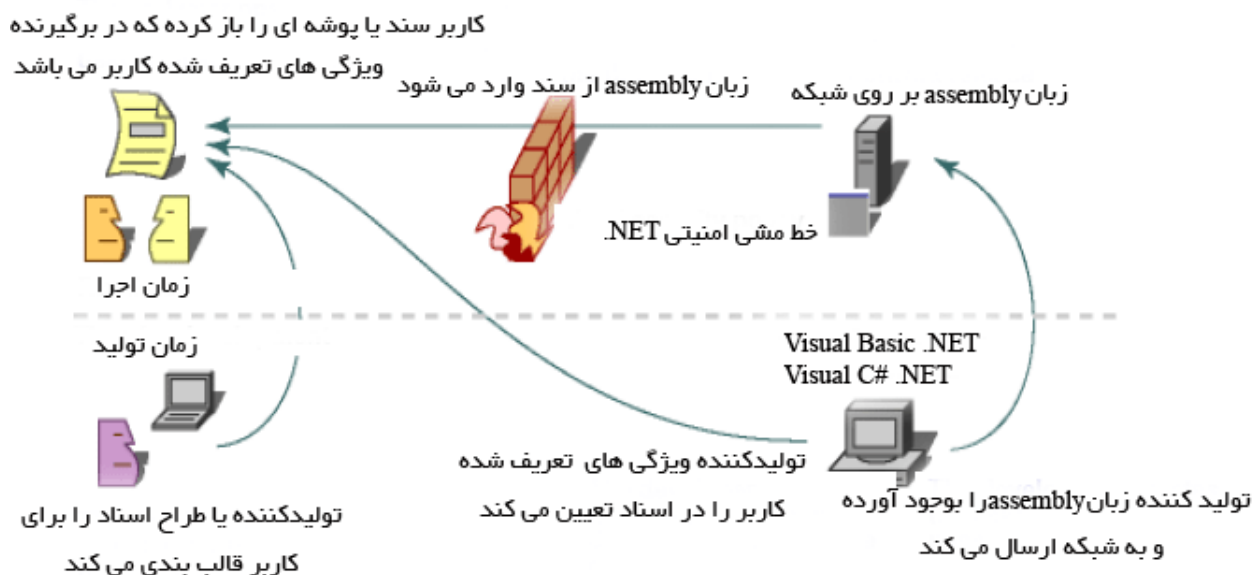 کاربر سند یا پوشه ای را باز کرده که در برگیرنده
ویژگی های تعریف شده کاربر می باشد
زبان assembly از سند وارد می شود
زبان assembly بر روی شبکه
خط مشی امنیتی NET.
زمان اجرا
زمان تولید
Visual Basic .NET
Visual C# .NET
تولیدکننده ویژگی های تعریف شده
کاربر را در اسناد تعیین می کند
تولید کننده زبان assembly را بوجود آورده
و به شبکه ارسال می کند
تولیدکننده یا طراح اسناد را برای
کاربر قالب بندی می کند